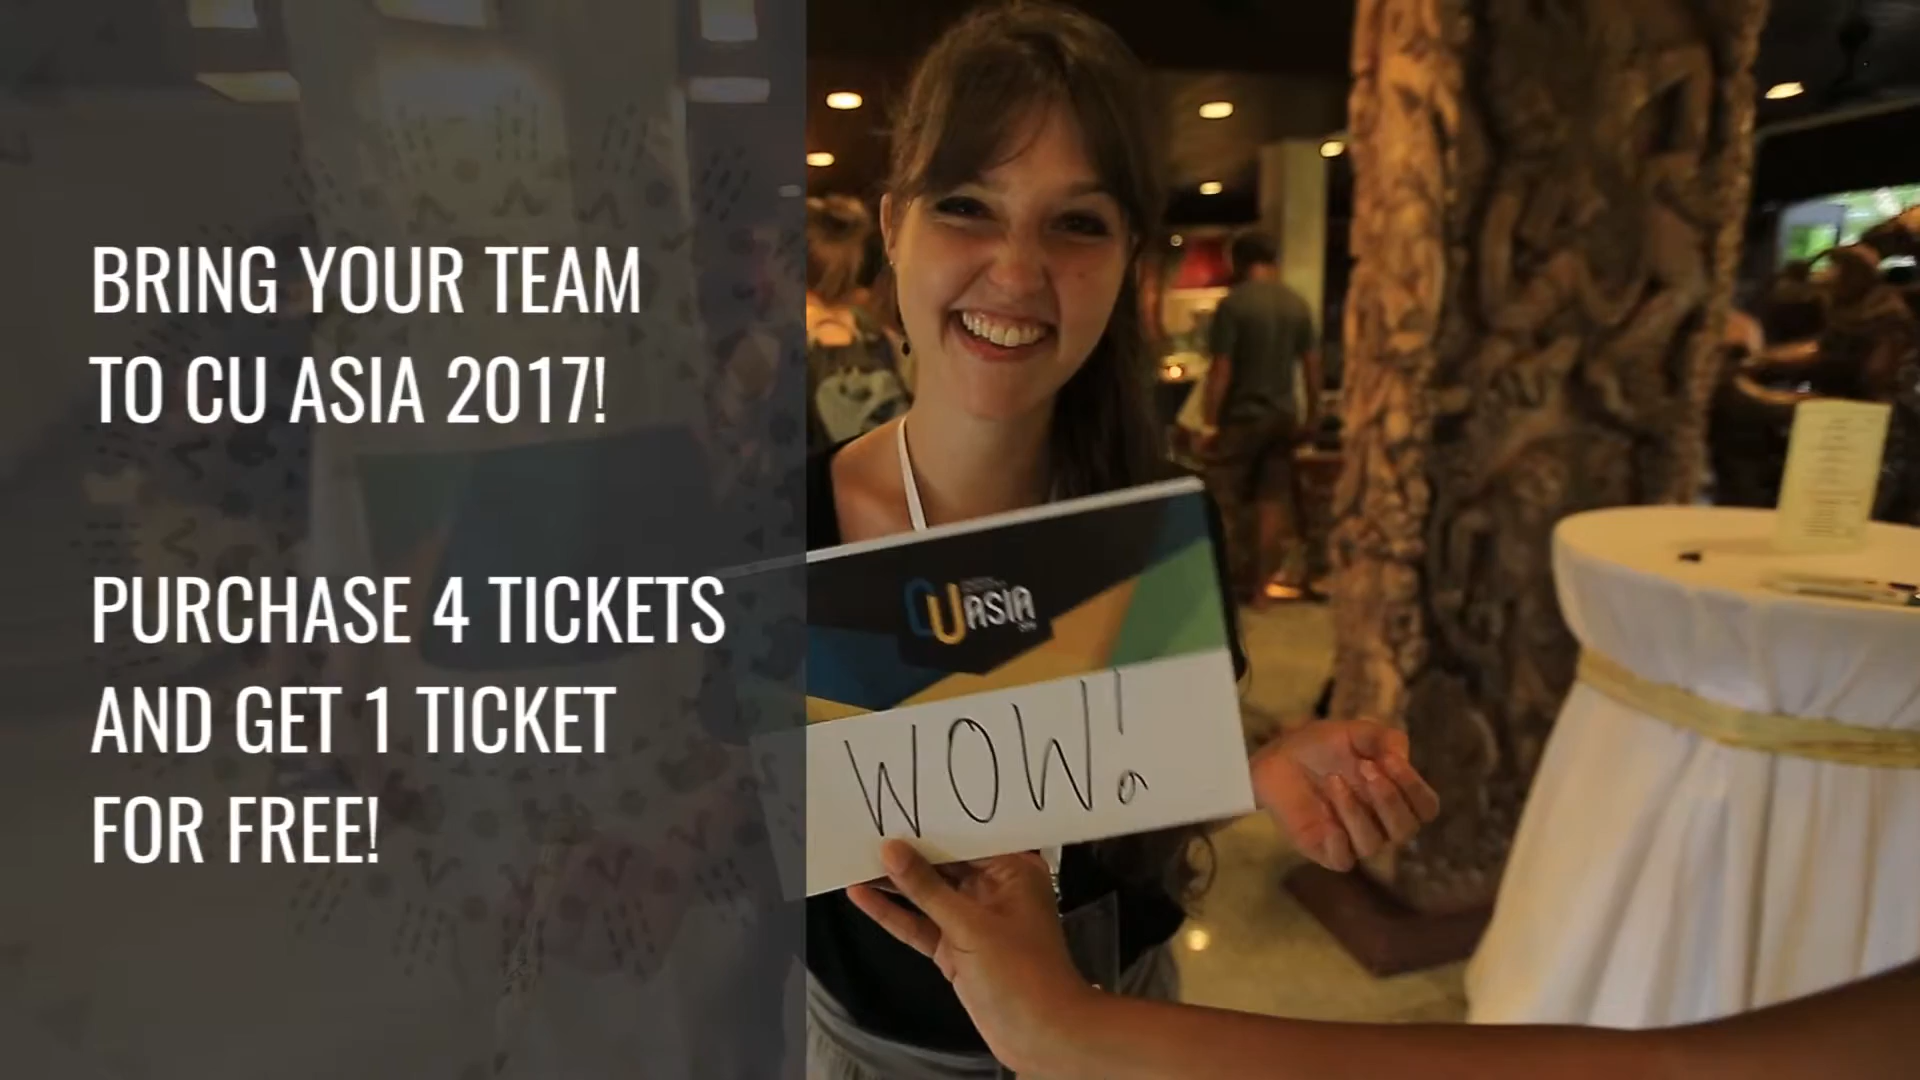 BRING YOUR TEAM
TO CU ASIA 2017!
PURCHASE 4 TICKETS
AND GET 1 TICKET
FOR FREE!
CU ASIA
WOW!